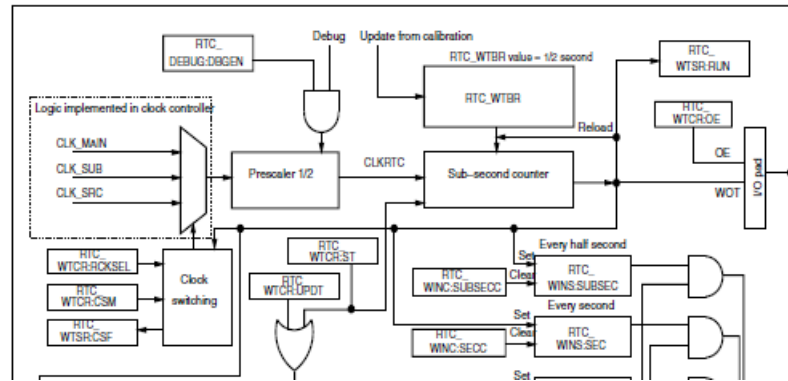 RTC_
DEBUG:DBGEN
Debug
Update from calibration
RTC_WTBR value = 1/2 second
RTC_WTBR
RTC_
WTSR:RUN
RTC_
WTCR:OE
Logic implemented in clock controller
CLK_MAIN
CLK_SUB
CLK_SRC
Prescaler 1/2
CLKRTC
Reload
Sub-second counter
OE
WOT
I/O pad
RTC_
WTCR:RCKSEL
RTC_
WTCR:CSM
RTC_
WTSR:CSF
Clock
switching
RTC
WTCR:ST
RTC_
WTCR:UPDT
Every half second
Set
Clear
RTC_
WINC:SUBSECC
RTC_
WINS:SUBSEC
Every second
Set
Clear
RTC_
WINC:SECC
RTC_
WINS:SEC
Set